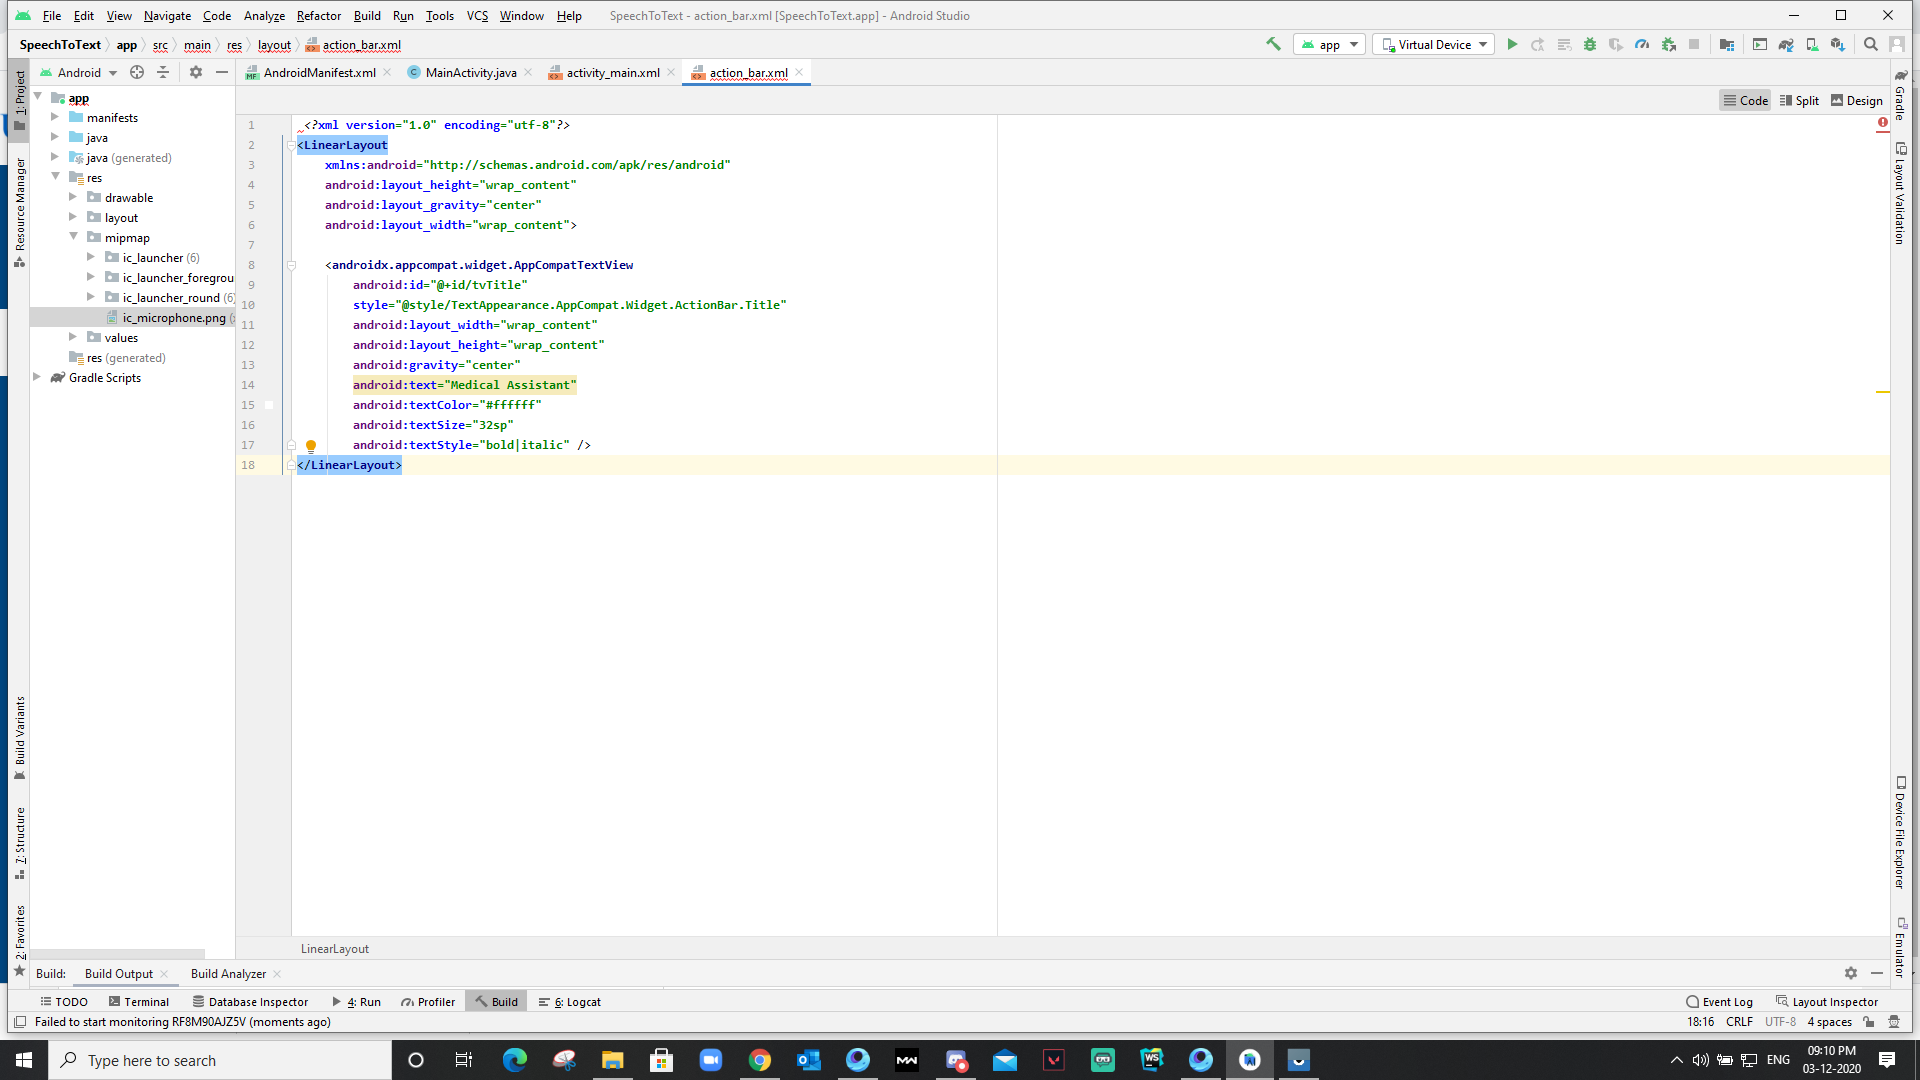 File Edit View Navigate Code Analyze Refactor Build Run Tools VCS Window Help SpeechToText - action_bar.xml [SpeechToText.app] - Android Studio
SpeechToText app src main res layout action_bar.xml app Virtual Device
Android AndroidManifest.xml MainActivity.java activity_main.xml action_bar.xml
Code Split Design
1: Project
Resource Manager
Build Variants
7: Structure
2: Favorites
app
manifests
java
java (generated)
res
drawable
layout
mipmap
ic_launcher (6)
ic_launcher_foregrou
ic_launcher_round (6)
ic_microphone.png
values
res (generated)
Gradle Scripts
1 <?xml version="1.0" encoding="utf-8"?>
2 <LinearLayout
3 xmlns:android="http://schemas.android.com/apk/res/android"
4 android:layout_height="wrap_content"
5 android:layout_gravity="center"
6 android:layout_width="wrap_content">
7
8 <androidx.appcompat.widget.AppCompatTextView
9 android:id="@+id/tvTitle"
10 style="@style/TextAppearance.AppCompat.Widget.ActionBar.Title"
11 android:layout_width="wrap_content"
12 android:layout_height="wrap_content"
13 android:gravity="center"
14 android:text="Medical Assistant"
15 android:textColor="#ffffff"
16 android:textSize="32sp"
17 android:textStyle="bold|italic" />
18 </LinearLayout>
Gradle
Layout Validation
Device File Explorer
Emulator
LinearLayout
Build: Build Output Build Analyzer
TODO Terminal Database Inspector 4: Run Profiler Build 6: Logcat Event Log Layout Inspector
Failed to start monitoring RF8M90AJZ5V (moments ago) 18:16 CRLF UTF-8 4 spaces
Type here to search ENG 09:10 PM
03-12-2020